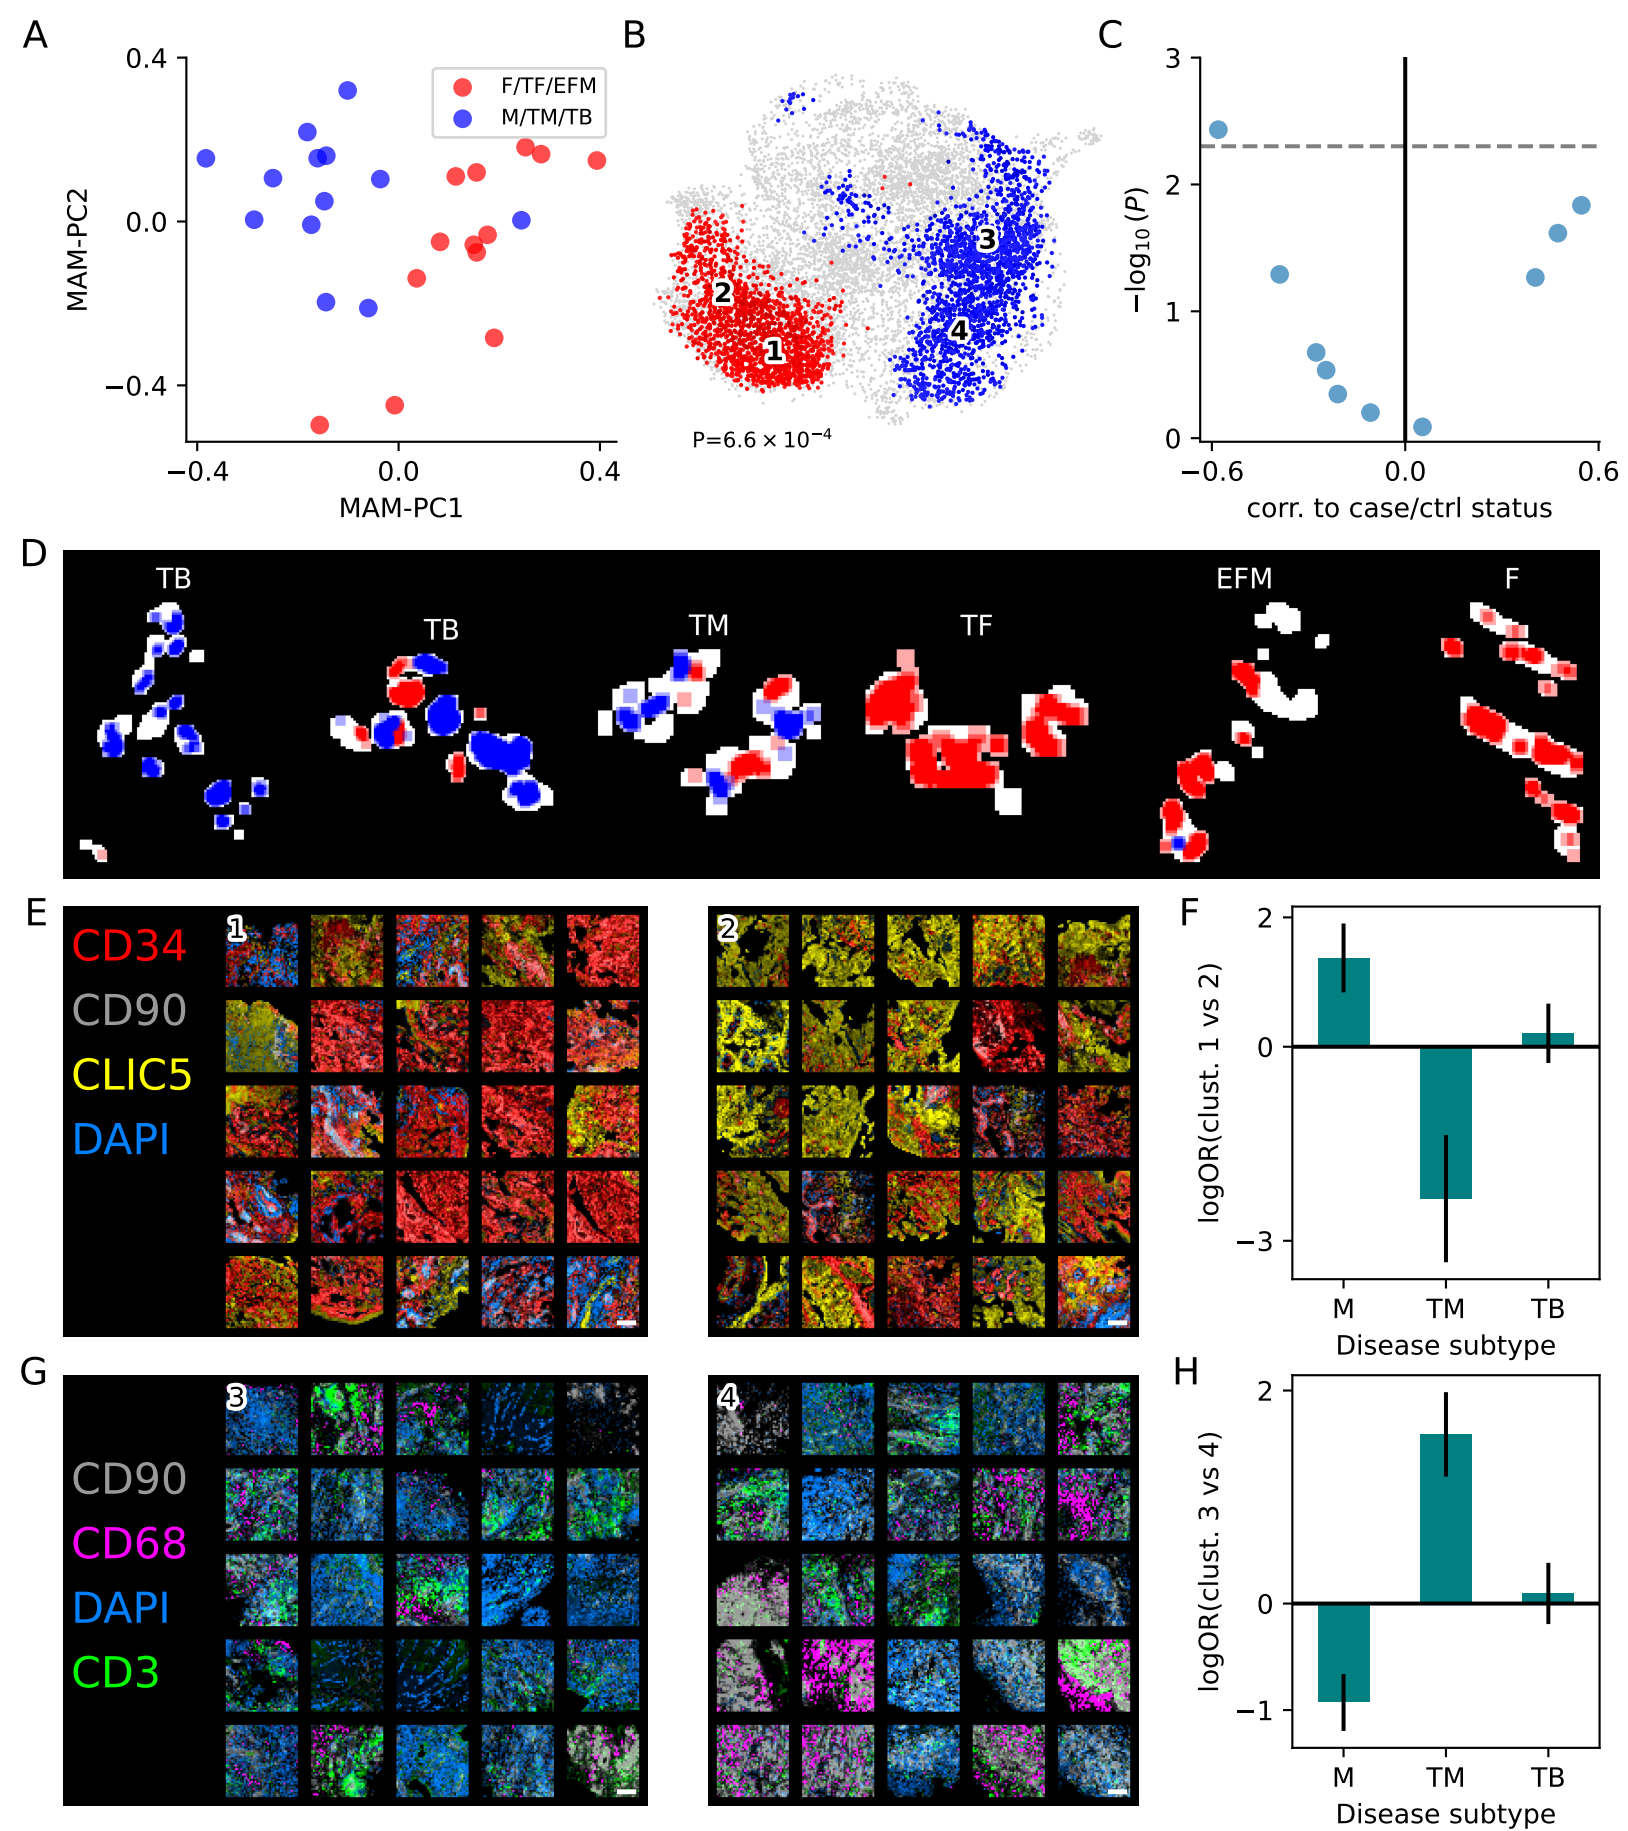 A
0.4
0.0
−0.4
MAM-PC2
−0.4
0.0
0.4
MAM-PC1
F/TF/EFM
M/TM/TB
B
2
1
3
4
P=6.6 × 10⁻⁴
C
3
2
1
0
−log₁₀ (P)
−0.6
0.0
0.6
corr. to case/ctrl status
D
TB
TB
TM
TF
EFM
F
E
CD34
CD90
CLIC5
DAPI
1
2
F
2
0
−3
logOR(clust. 1 vs 2)
M
TM
TB
Disease subtype
G
CD90
CD68
DAPI
CD3
3
4
H
2
0
−1
logOR(clust. 3 vs 4)
M
TM
TB
Disease subtype